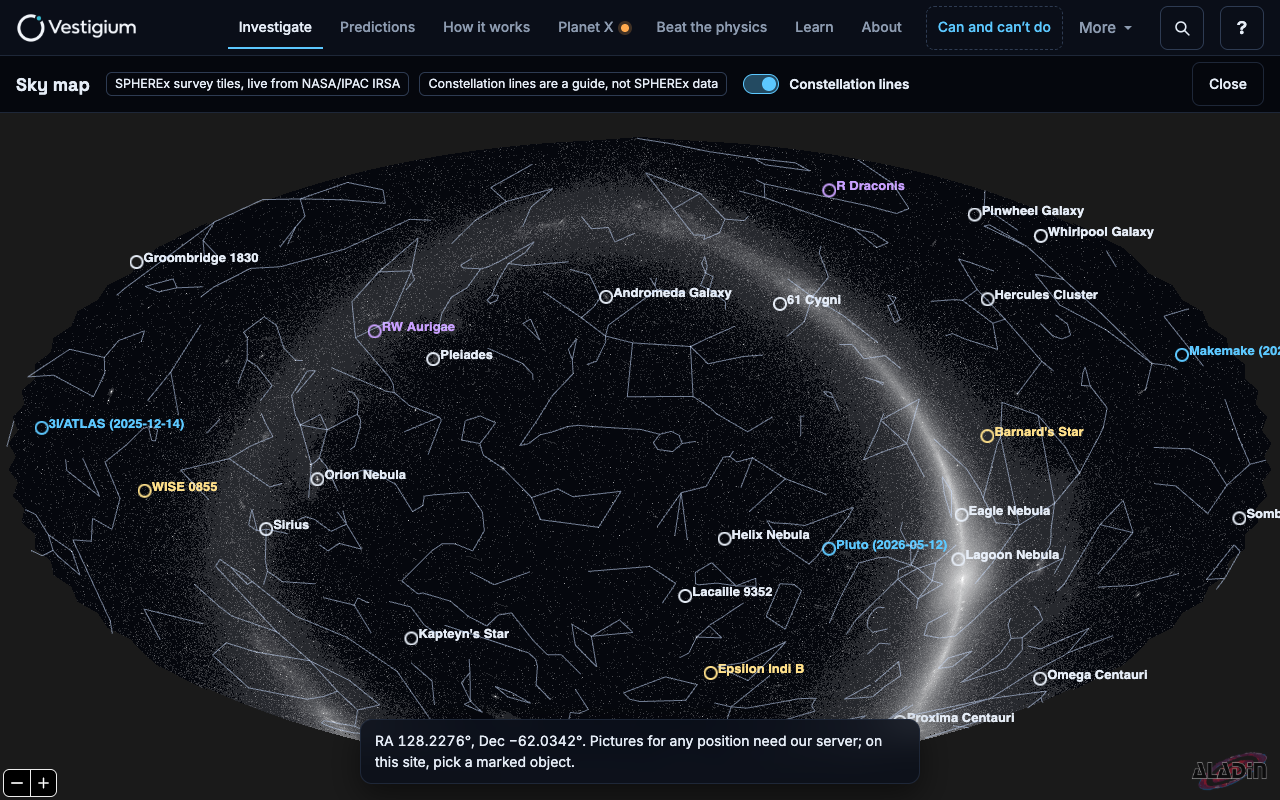 Vestigium
Investigate
Predictions
How it works
Planet X
Beat the physics
Learn
About
Can and can't do
More
?
Sky map
SPHEREx survey tiles, live from NASA/IPAC IRSA
Constellation lines are a guide, not SPHEREx data
Constellation lines
Close
R Draconis
Pinwheel Galaxy
Whirlpool Galaxy
Groombridge 1830
Andromeda Galaxy
61 Cygni
Hercules Cluster
RW Aurigae
Pleiades
Makemake (202
3I/ATLAS (2025-12-14)
Barnard's Star
Orion Nebula
WISE 0855
Eagle Nebula
Somb
Sirius
Helix Nebula
Pluto (2026-05-12)
Lagoon Nebula
Lacaille 9352
Kapteyn's Star
Epsilon Indi B
Omega Centauri
Proxima Centauri
RA 128.2276°, Dec −62.0342°. Pictures for any position need our server; on
this site, pick a marked object.
− +
ALADIN